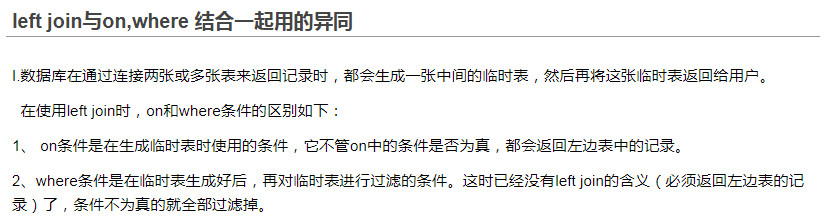 left join与on,where 结合一起用的异同
I.数据库在通过连接两张或多张表来返回记录时，都会生成一张中间的临时表，然后再将这张临时表返回给用户。
在使用left join时，on和where条件的区别如下：
1、 on条件是在生成临时表时使用的条件，它不管on中的条件是否为真，都会返回左边表中的记录。
2、where条件是在临时表生成好后，再对临时表进行过滤的条件。这时已经没有left join的含义（必须返回左边表的记
录）了，条件不为真的就全部过滤掉。